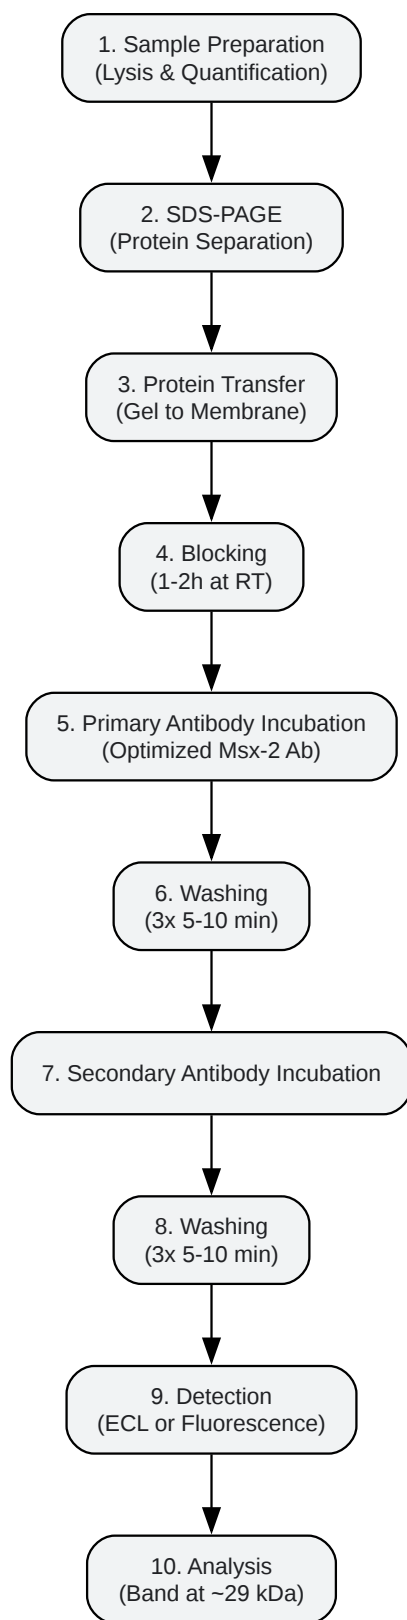 1. Sample Preparation
(Lysis & Quantification)
2. SDS-PAGE
(Protein Separation)
3. Protein Transfer
(Gel to Membrane)
4. Blocking
(1-2h at RT)
5. Primary Antibody Incubation
(Optimized Msx-2 Ab)
6. Washing
(3x 5-10 min)
7. Secondary Antibody Incubation
8. Washing
(3x 5-10 min)
9. Detection
(ECL or Fluorescence)
10. Analysis
(Band at ~29 kDa)